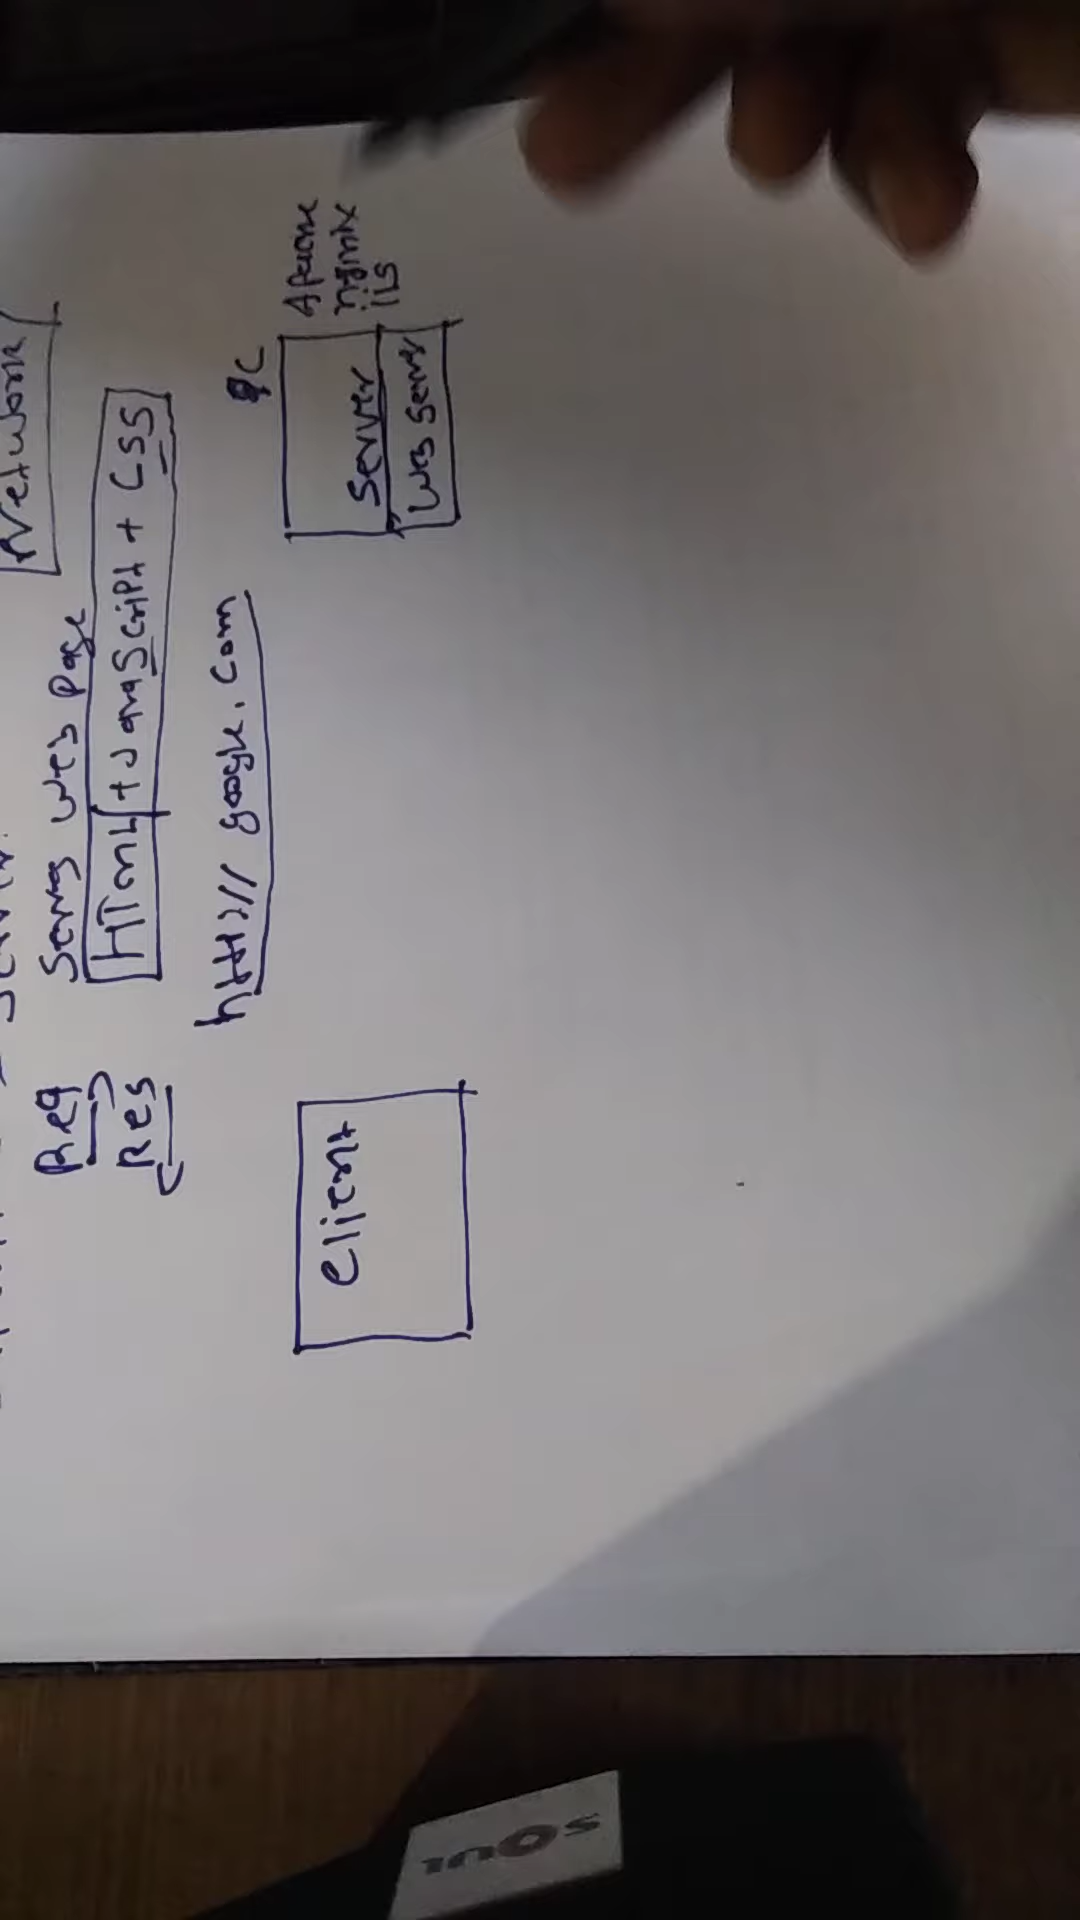 Network
Serves Web Page
HTML + JavaScript + CSS
Req
Res
http// google.com
C
Client
Server
Web Server
Apache
nginx
IIS
SOUL